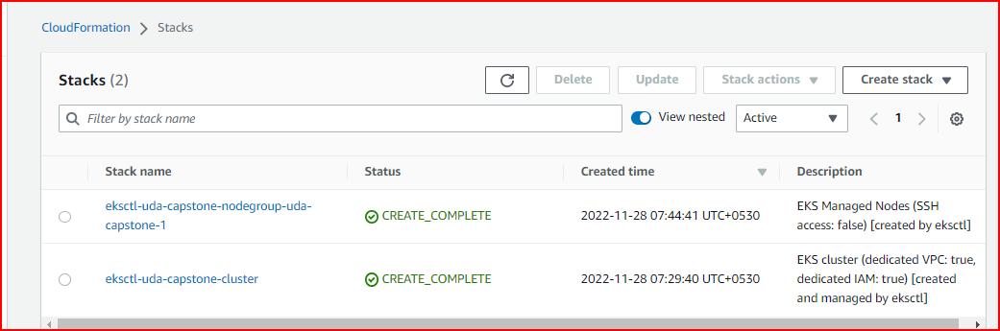 CloudFormation > Stacks
Stacks (2)
Delete
Update
Stack actions
Create stack
Filter by stack name
View nested
Active
1
Stack name
Status
Created time
Description
eksctl-uda-capstone-nodegroup-uda-
capstone-1
CREATE_COMPLETE
2022-11-28 07:44:41 UTC+0530
EKS Managed Nodes (SSH
access: false) [created by eksctl]
eksctl-uda-capstone-cluster
CREATE_COMPLETE
2022-11-28 07:29:40 UTC+0530
EKS cluster (dedicated VPC: true,
dedicated IAM: true) [created
and managed by eksctl]